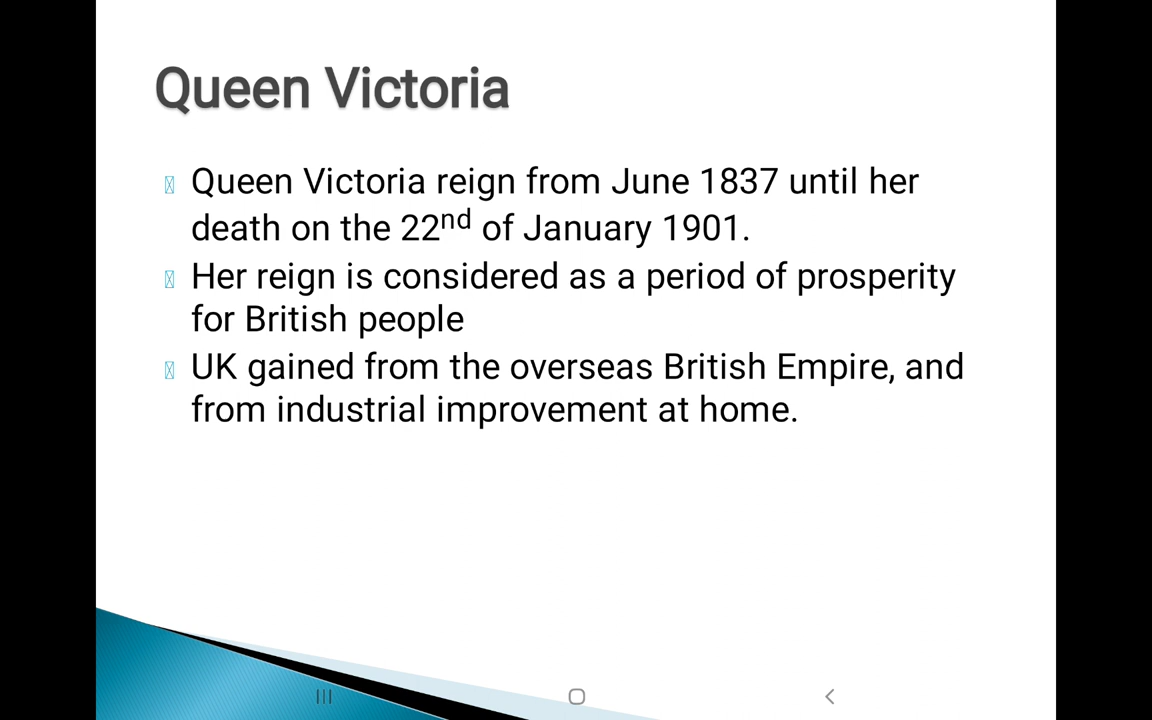 Queen Victoria
Queen Victoria reign from June 1837 until her
death on the 22nd of January 1901.
Her reign is considered as a period of prosperity
for British people
UK gained from the overseas British Empire, and
from industrial improvement at home.